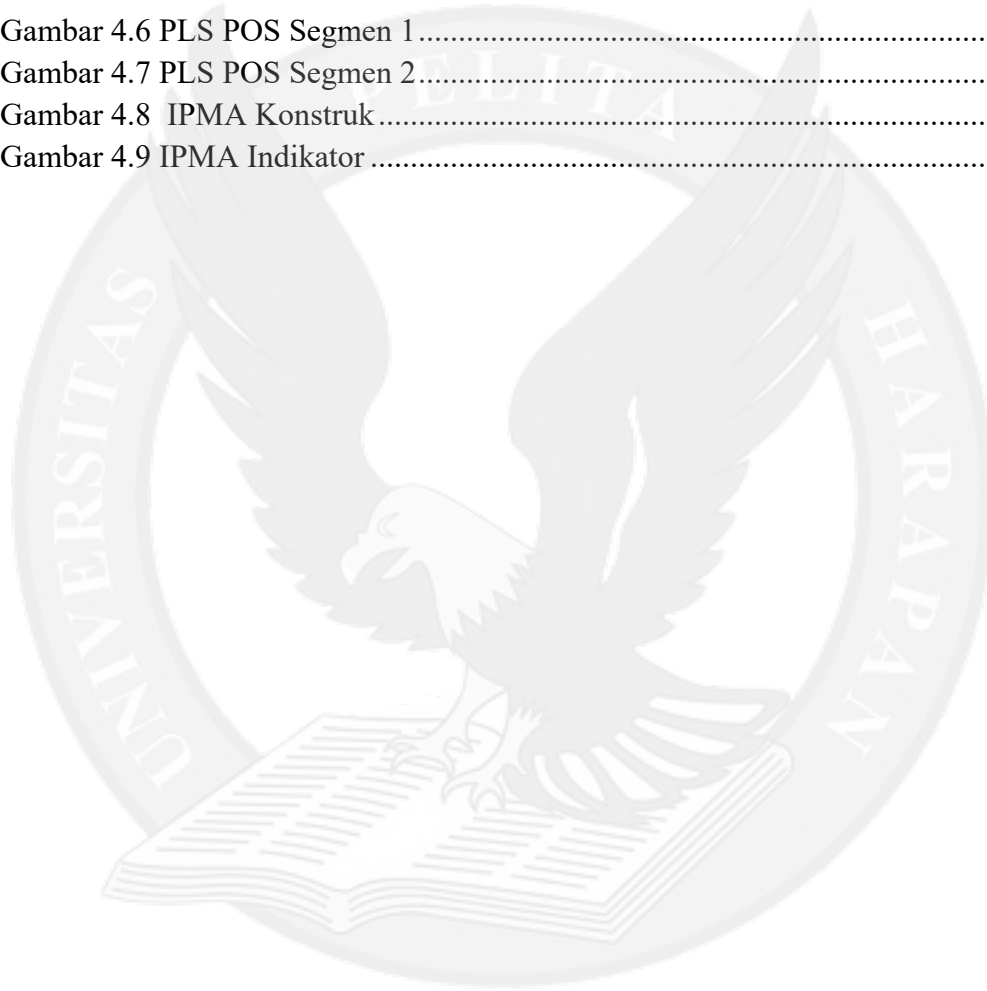 Gambar 4.6 PLS POS Segmen 1........................................................................
Gambar 4.7 PLS POS Segmen 2........................................................................
Gambar 4.8  IPMA Konstruk.............................................................................
Gambar 4.9 IPMA Indikator ..............................................................................
UNIVERSITAS PELITA HARAPAN